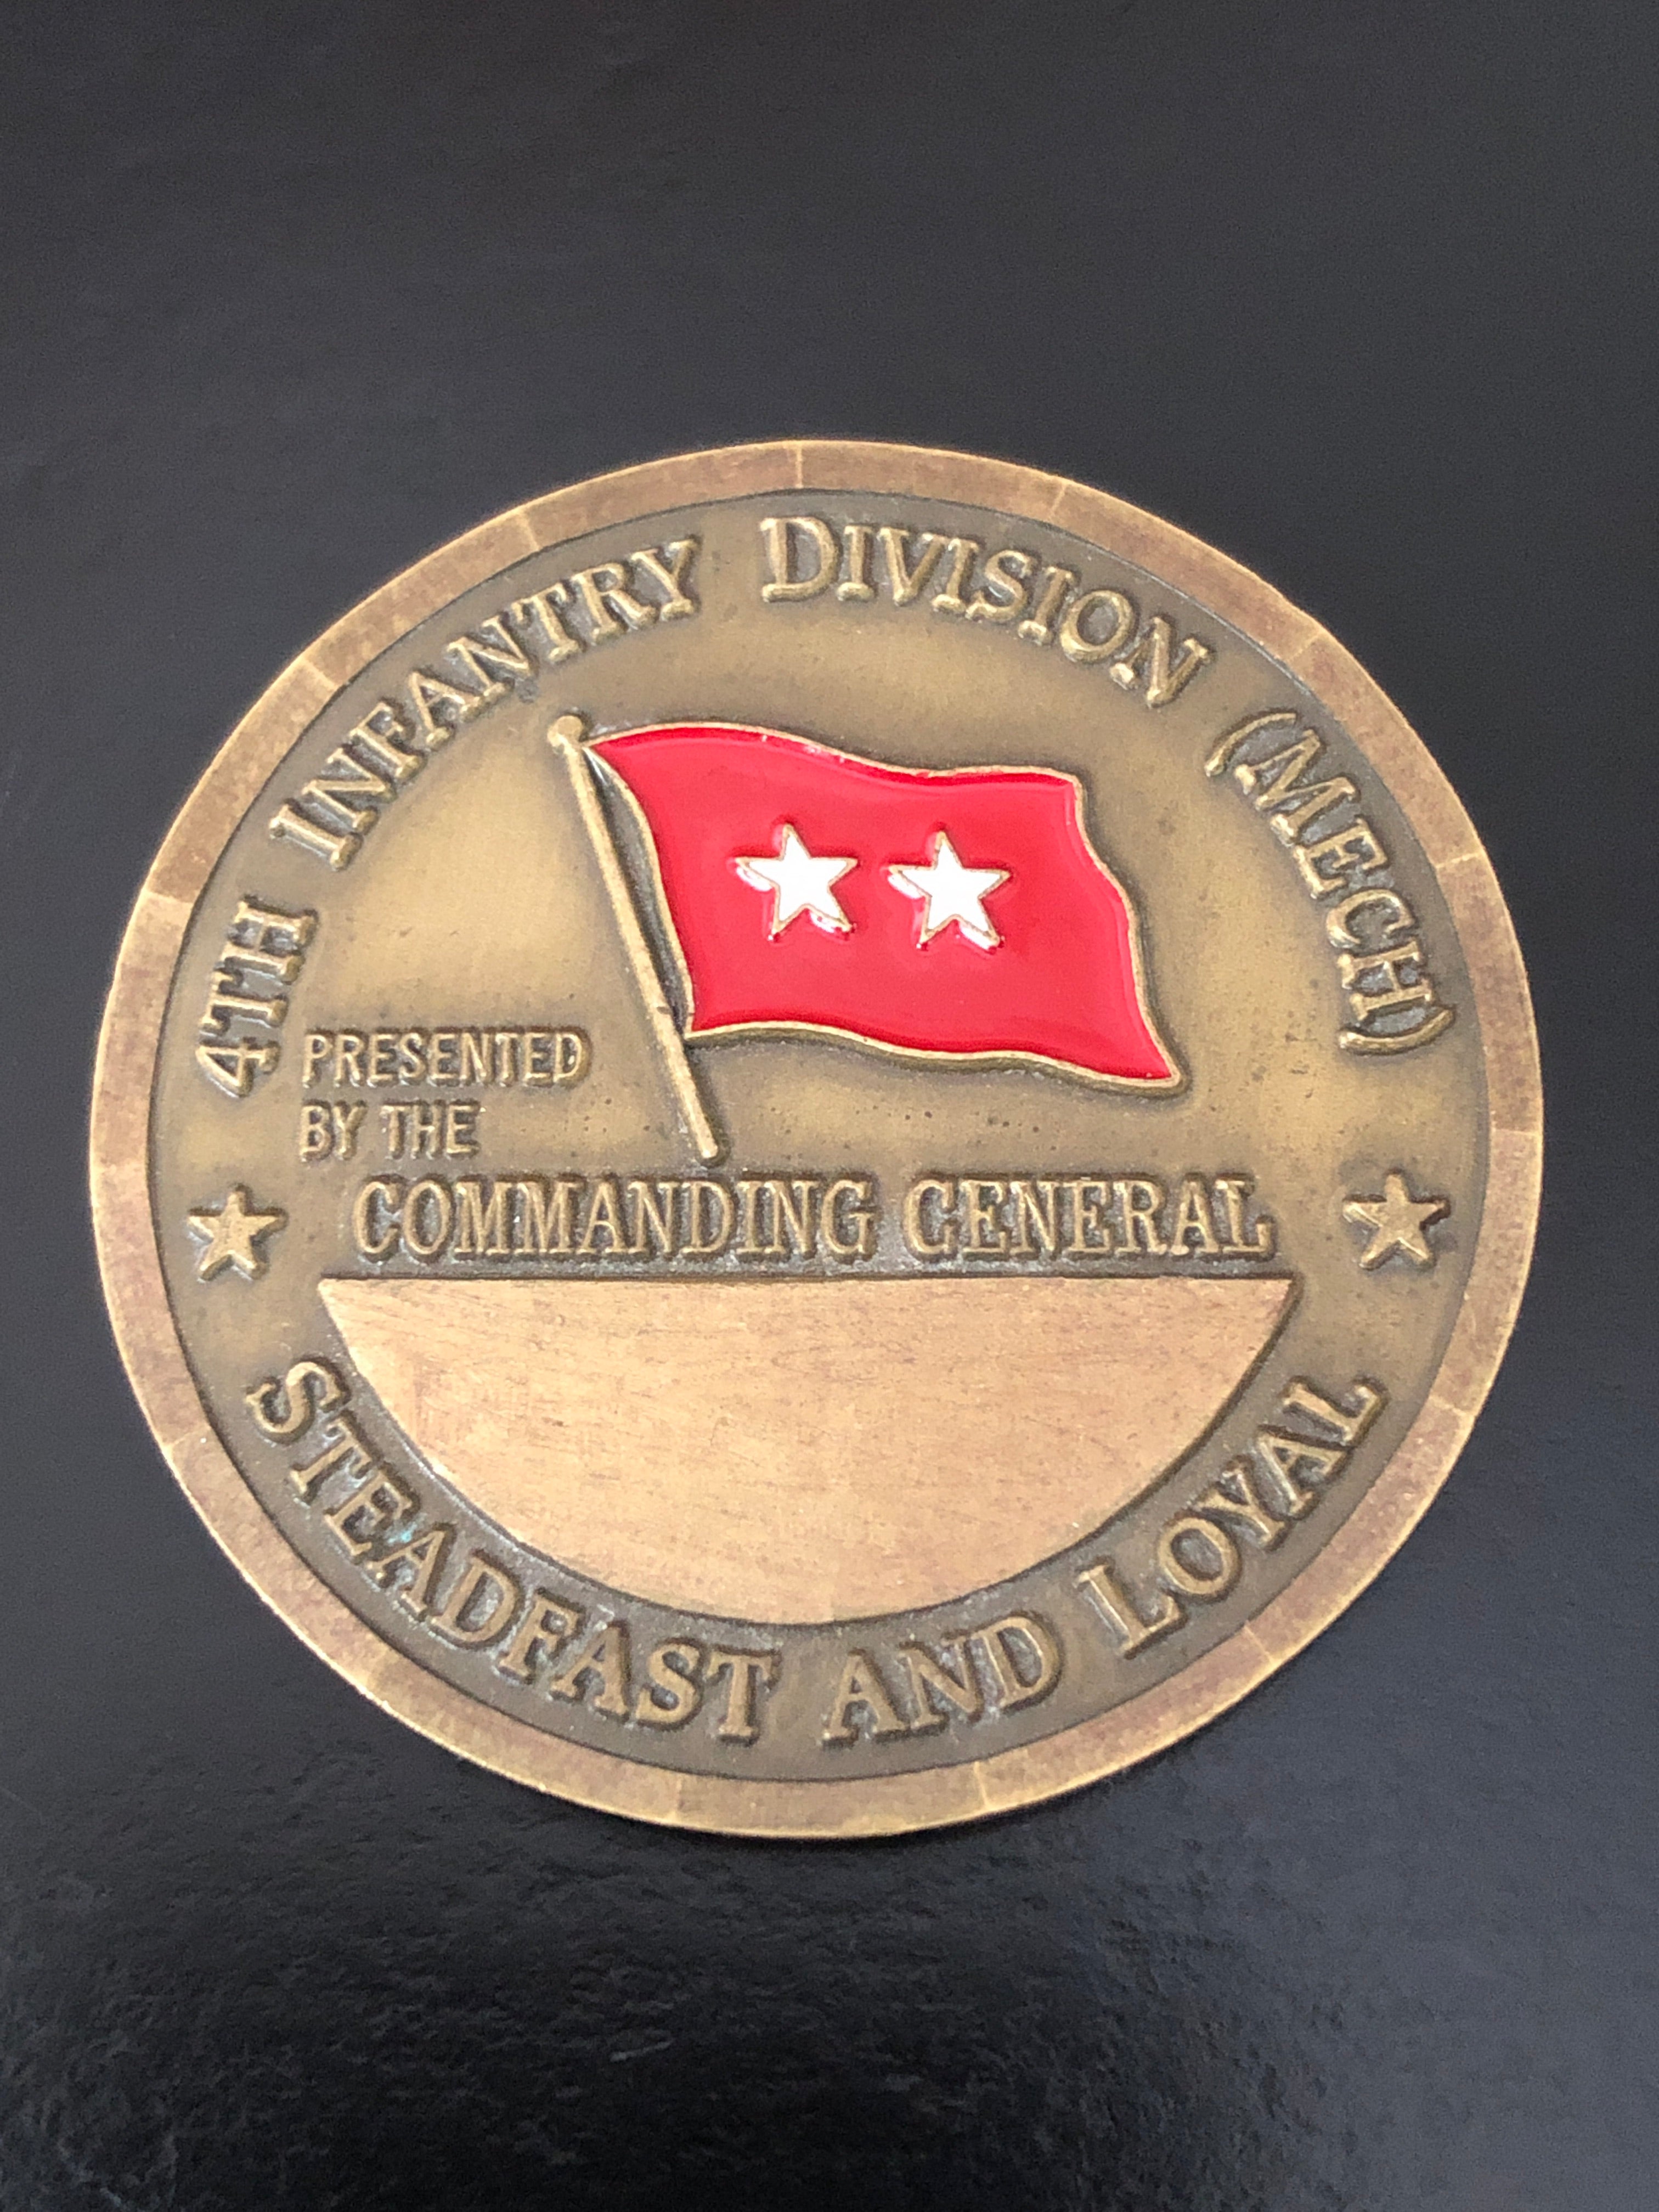 4TH INFANTRY DIVISION (MECH)
PRESENTED
BY THE
COMMANDING GENERAL
STEADFAST AND LOYAL